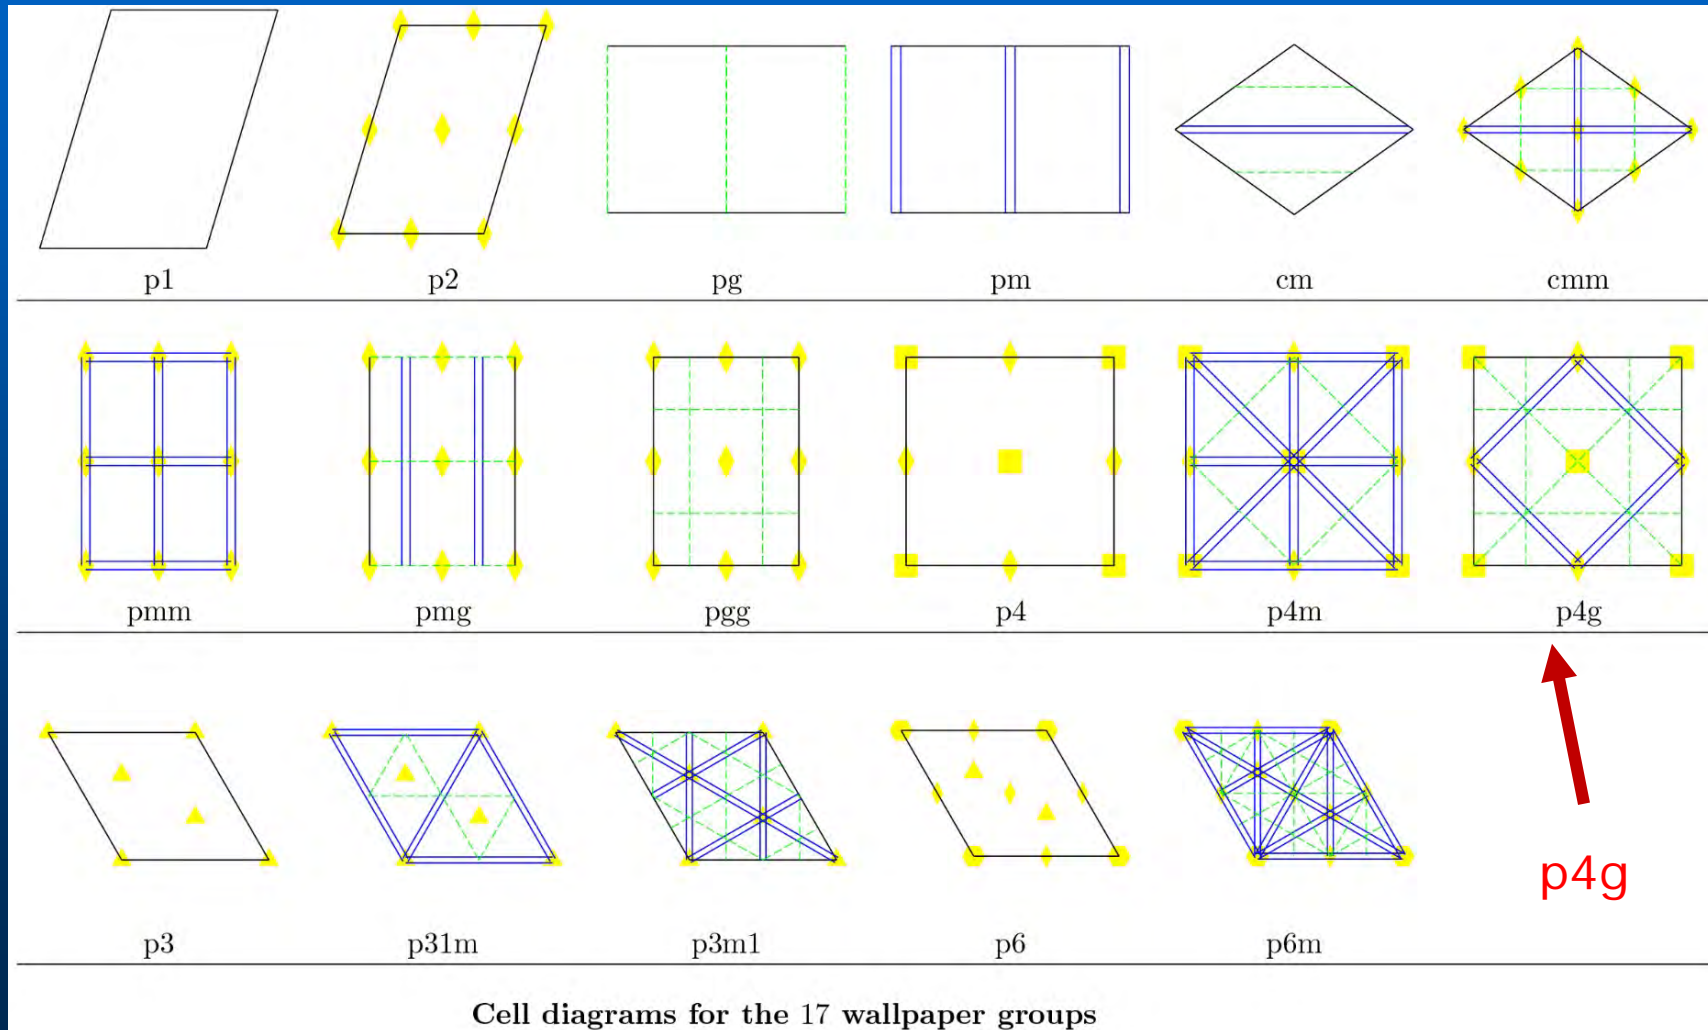 p1 p2 pg pm cm cmm
pmm pmg pgg p4 p4m p4g
p4g
p3 p31m p3m1 p6 p6m
Cell diagrams for the 17 wallpaper groups